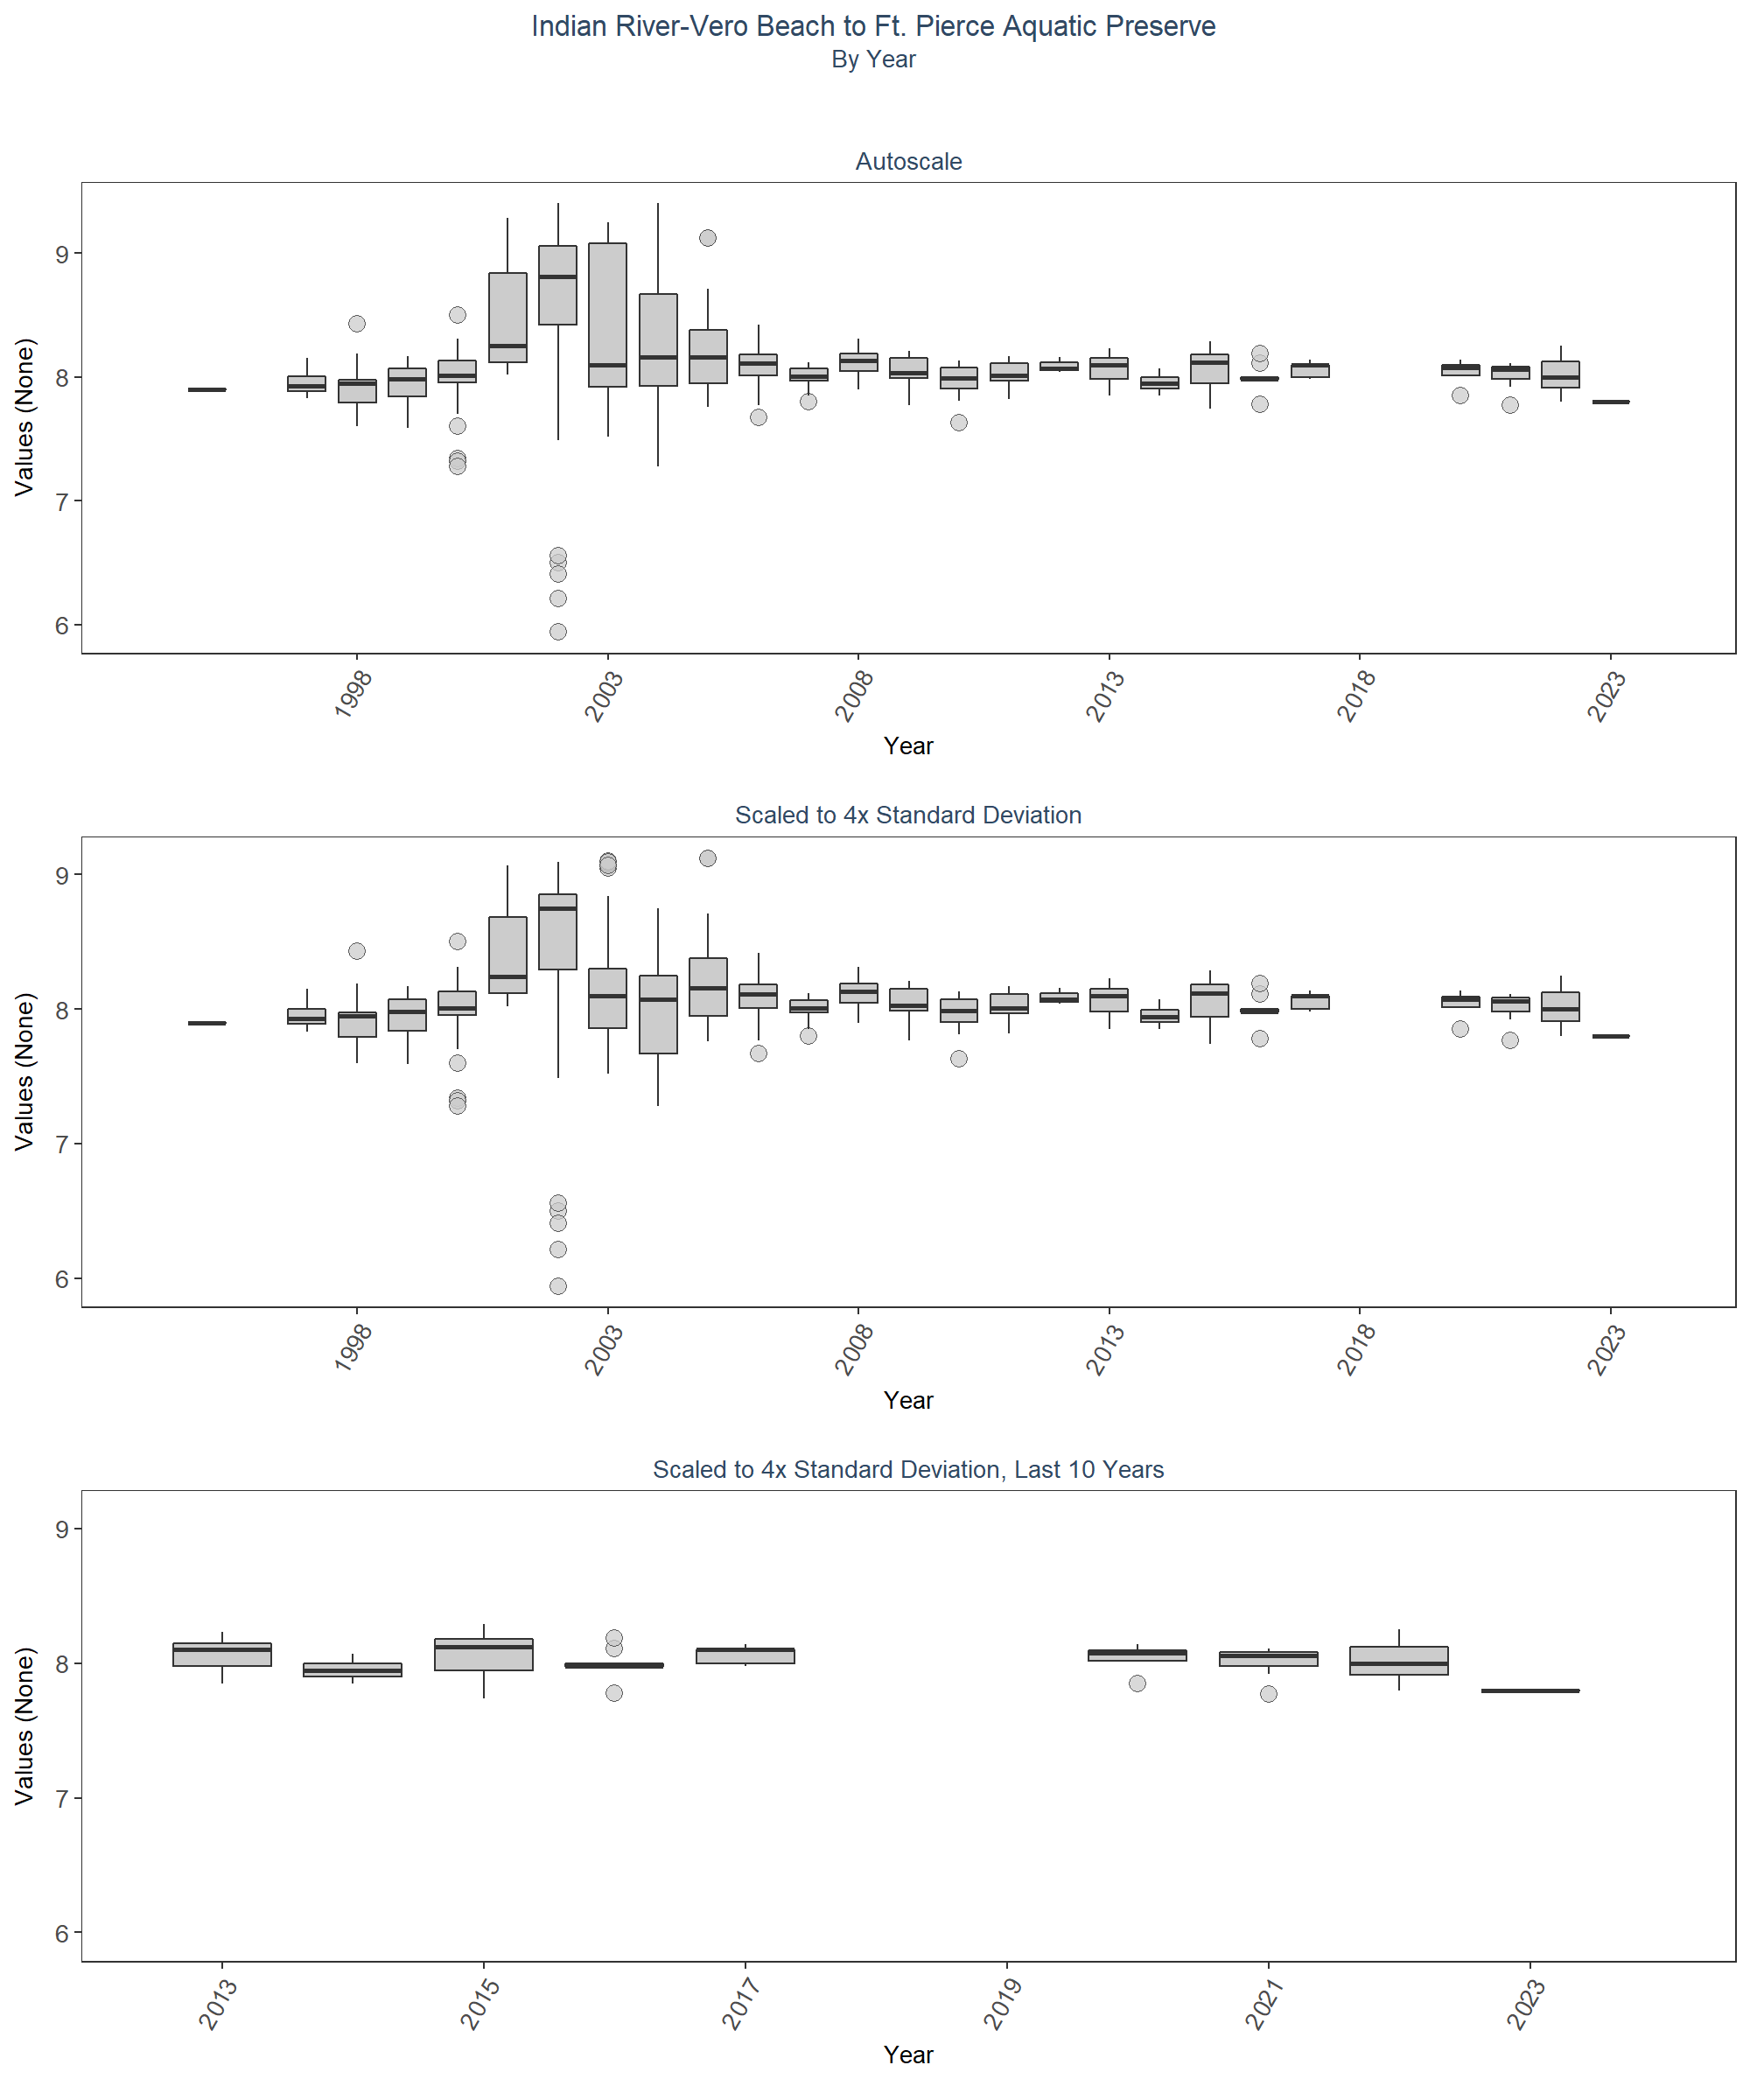 Indian River-Vero Beach to Ft. Pierce Aquatic Preserve
By Year
Autoscale
Values (None)
9
8
7
6
1998
2003
2008
2013
2018
2023
Year
Scaled to 4x Standard Deviation
Values (None)
9
8
7
6
1998
2003
2008
2013
2018
2023
Year
Scaled to 4x Standard Deviation, Last 10 Years
Values (None)
9
8
7
6
2013
2015
2017
2019
2021
2023
Year